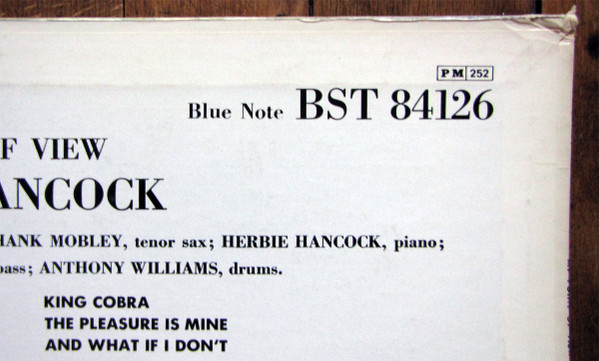 PM 252
Blue Note BST 84126
F VIEW
ANCOCK
HANK MOBLEY, tenor sax; HERBIE HANCOCK, piano;
bass; ANTHONY WILLIAMS, drums.
KING COBRA
THE PLEASURE IS MINE
AND WHAT IF I DON'T